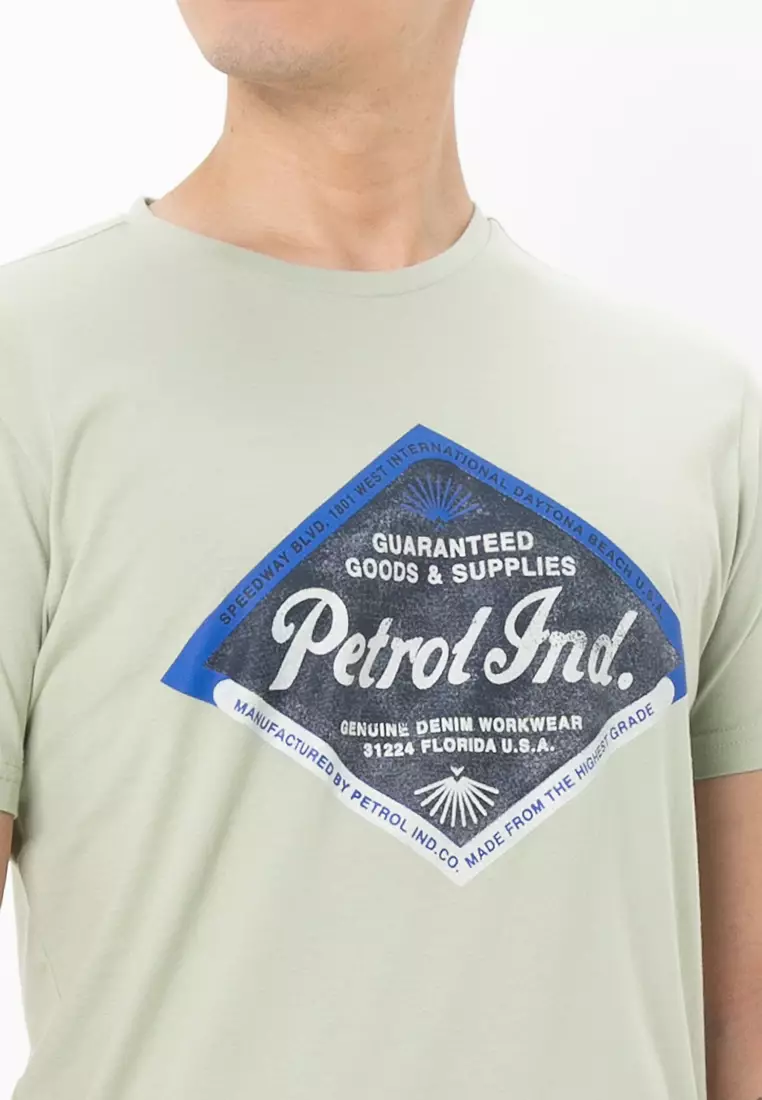 SPEEDWAY BLVD. 1801 WEST INTERNATIONAL DAYTONA BEACH U.S.A.
GUARANTEED
GOODS & SUPPLIES
Petrol Ind.
GENUINE DENIM WORKWEAR
31224 FLORIDA U.S.A.
MANUFACTURED BY PETROL IND.CO. MADE FROM THE HIGHEST GRADE